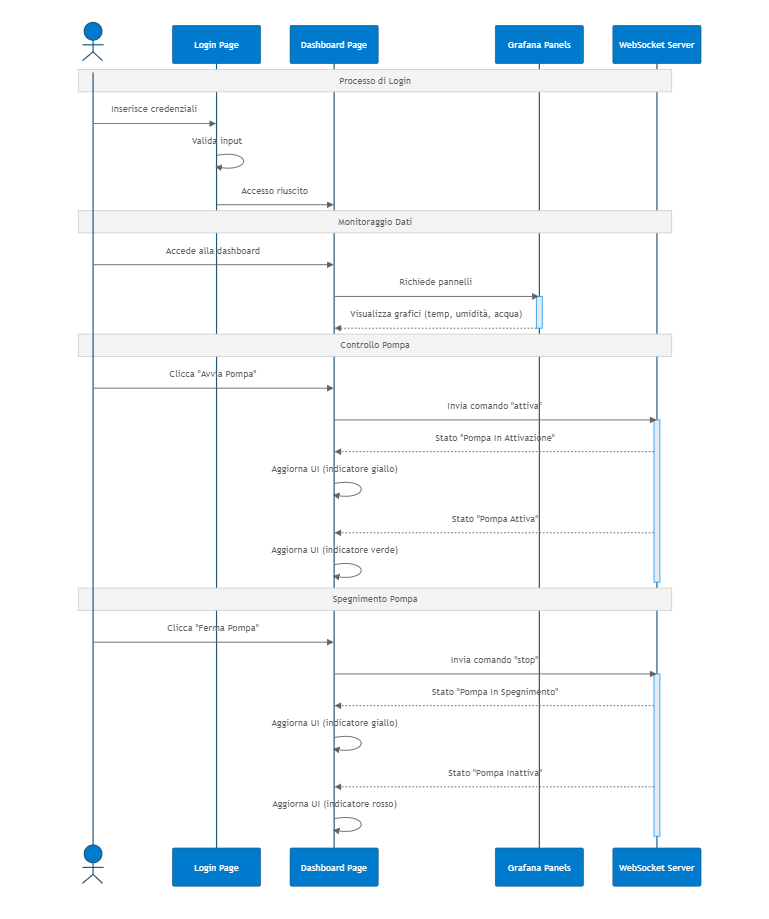 Login Page
Dashboard Page
Grafana Panels
WebSocket Server
Processo di Login
Inserisce credenziali
Valida input
Accesso riuscito
Monitoraggio Dati
Accede alla dashboard
Richiede pannelli
Visualizza grafici (temp, umidità, acqua)
Controllo Pompa
Clicca "Avvia Pompa"
Invia comando "attiva"
Stato "Pompa In Attivazione"
Aggiorna UI (indicatore giallo)
Stato "Pompa Attiva"
Aggiorna UI (indicatore verde)
Spegnimento Pompa
Clicca "Ferma Pompa"
Invia comando "stop"
Stato "Pompa In Spegnimento"
Aggiorna UI (indicatore giallo)
Stato "Pompa Inattiva"
Aggiorna UI (indicatore rosso)
Login Page
Dashboard Page
Grafana Panels
WebSocket Server